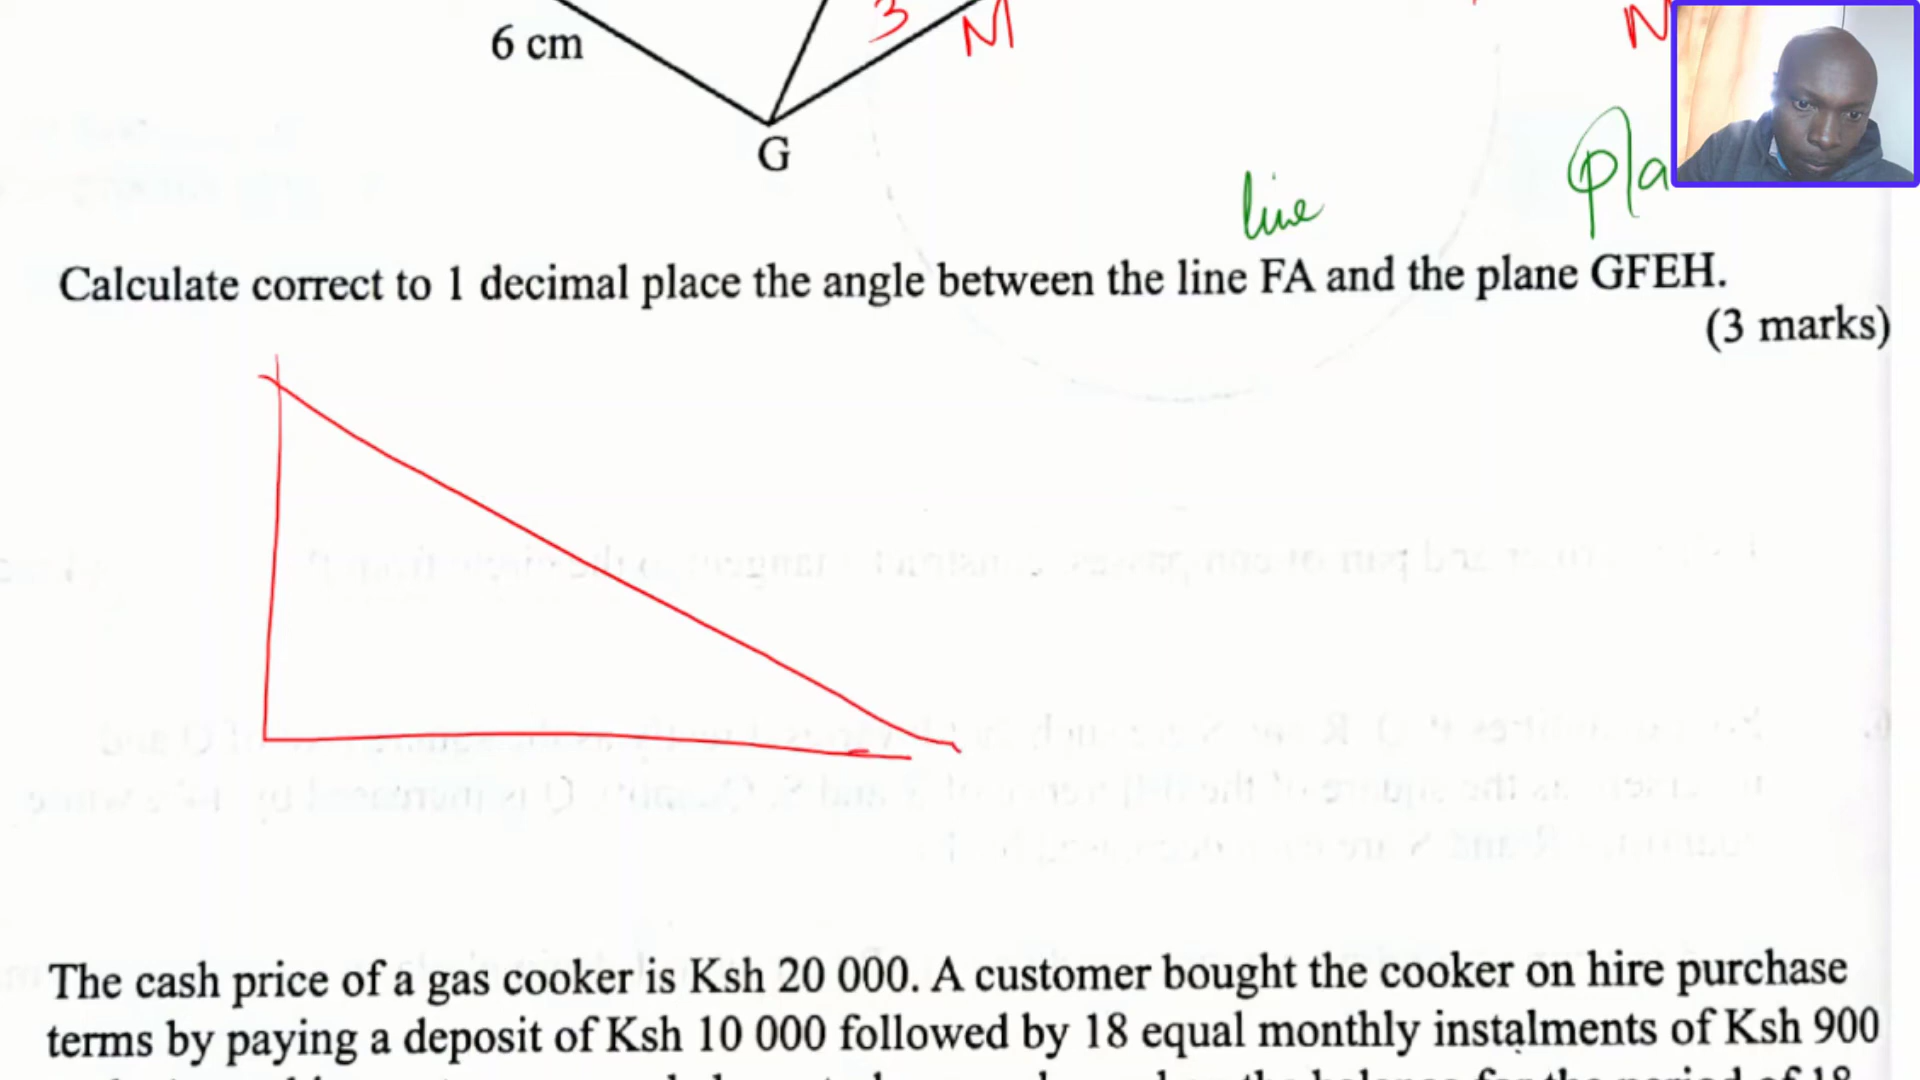 6 cm
3
M
N
G
line
pla
Calculate correct to 1 decimal place the angle between the line FA and the plane GFEH.
(3 marks)
The cash price of a gas cooker is Ksh 20 000. A customer bought the cooker on hire purchase
terms by paying a deposit of Ksh 10 000 followed by 18 equal monthly instalments of Ksh 900